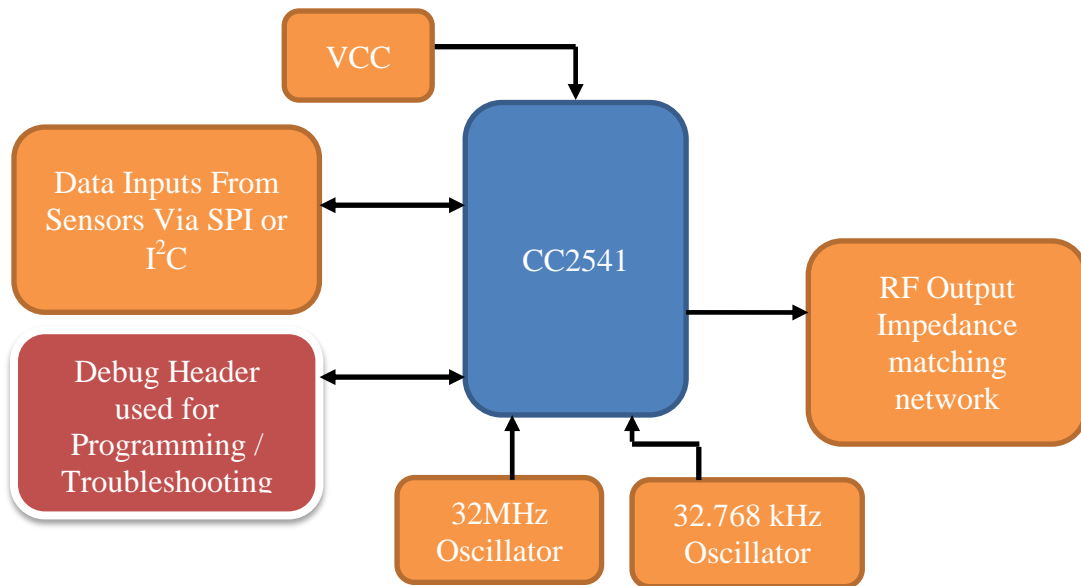 VCC
Data Inputs From
Sensors Via SPI or
I²C
CC2541
RF Output
Impedance
matching
network
Debug Header
used for
Programming /
Troubleshooting
32MHz
Oscillator
32.768 kHz
Oscillator